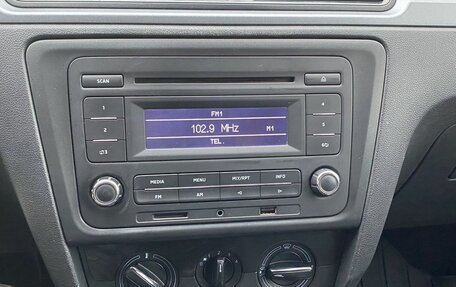 SCAN
FM1
1
4
102.9 MHz
M1
2
5
TEL.
3
6
MEDIA MENU MIX/RPT INFO
FM AM